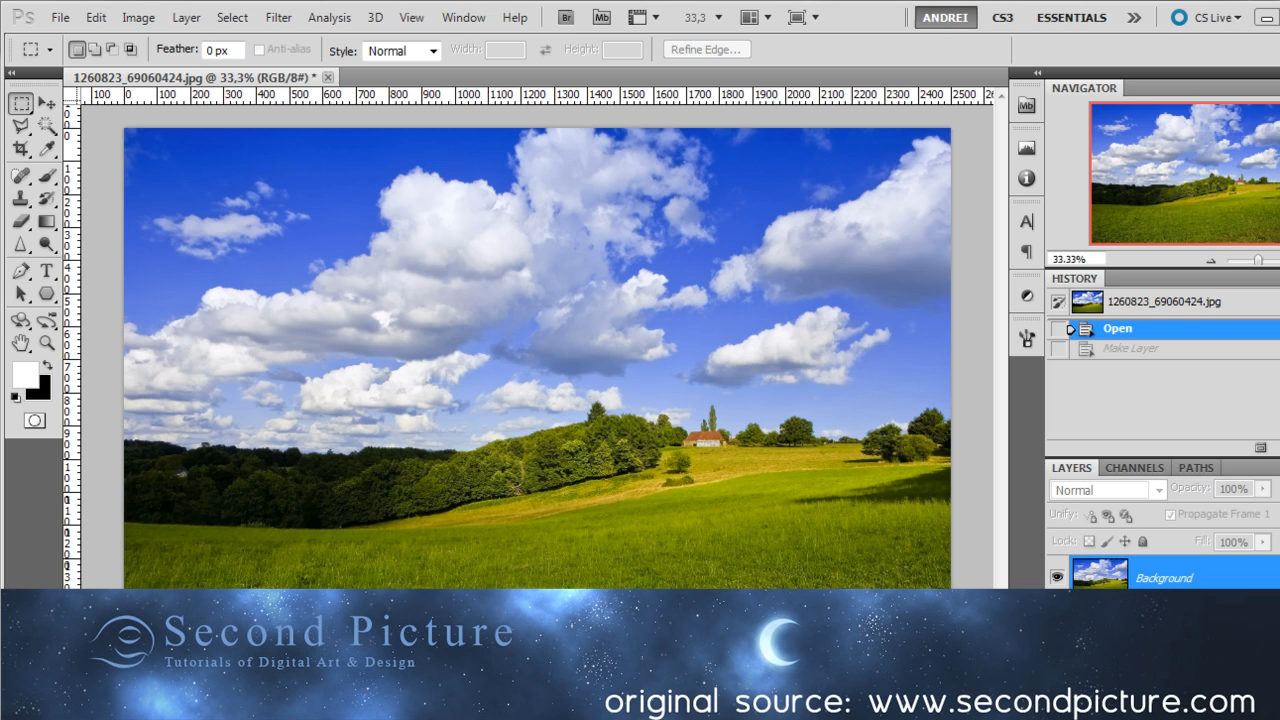 Ps File Edit Image Layer Select Filter Analysis 3D View Window Help Br Mb 33,3 ANDREI CS3 ESSENTIALS CS Live
Feather: 0 px Anti-alias Style: Normal Width: Height: Refine Edge...
1260823_69060424.jpg @ 33,3% (RGB/8#) *
100 0 100 200 300 400 500 600 700 800 900 1000 1100 1200 1300 1400 1500 1600 1700 1800 1900 2000 2100 2200 2300 2400 2500
NAVIGATOR
Mb
33.33%
HISTORY
1260823_69060424.jpg
Open
Make Layer
LAYERS CHANNELS PATHS
Normal Opacity: 100%
Unify: Propagate Frame 1
Lock: Fill: 100%
Background
Second Picture
Tutorials of Digital Art & Design
original source: www.secondpicture.com